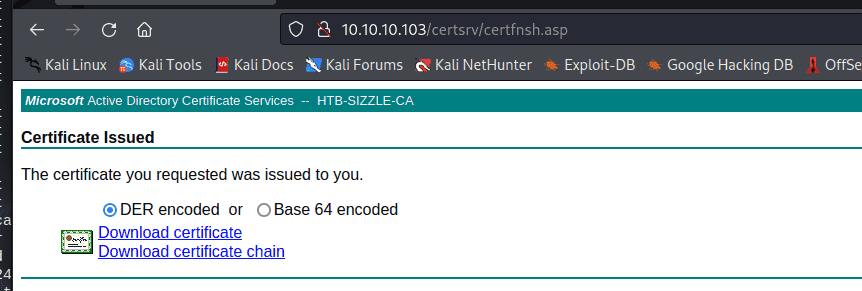 10.10.10.103/certsrv/certfnsh.asp
Kali Linux Kali Tools Kali Docs Kali Forums Kali NetHunter Exploit-DB Google Hacking DB OffSe
Microsoft Active Directory Certificate Services -- HTB-SIZZLE-CA
Certificate Issued
The certificate you requested was issued to you.
DER encoded or Base 64 encoded
Download certificate
Download certificate chain
ca
24